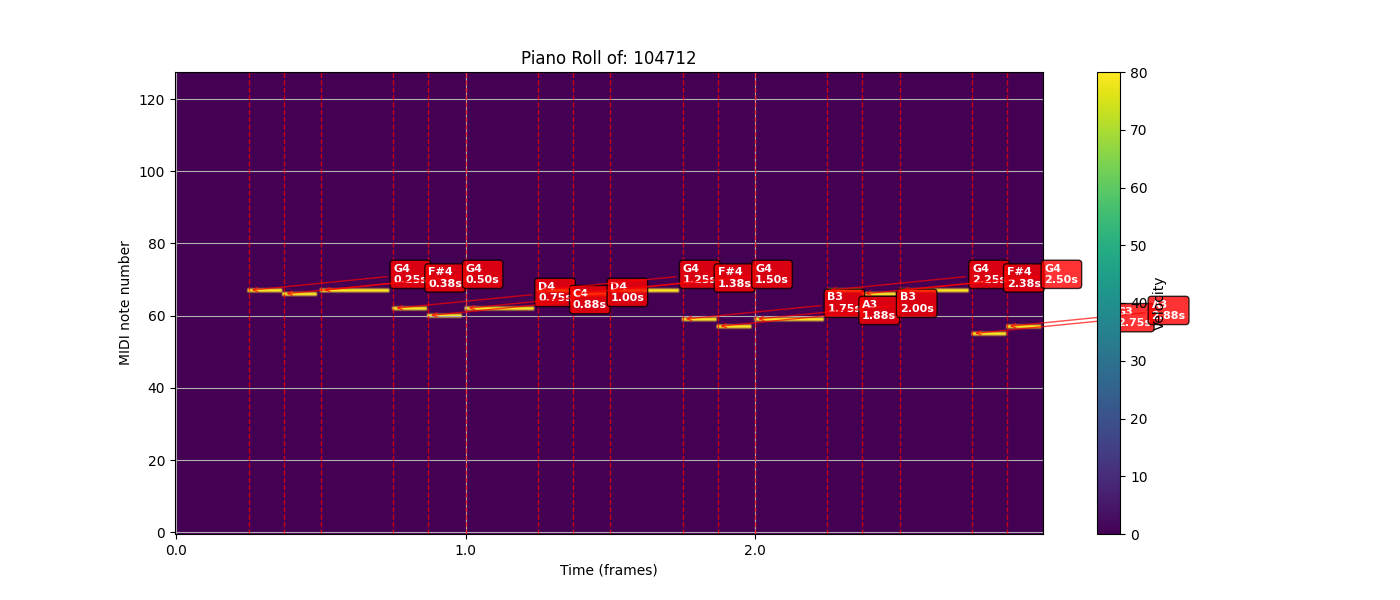 Piano Roll of: 104712
MIDI note number
120
100
80
60
40
20
0
0.0
1.0
2.0
Time (frames)
G4
0.25s
F#4
0.38s
G4
0.50s
D4
0.75s
C4
0.88s
D4
1.00s
G4
1.25s
F#4
1.38s
G4
1.50s
B3
1.75s
A3
1.88s
B3
2.00s
G4
2.25s
F#4
2.38s
G4
2.50s
G3
2.75s
80
70
60
50
40
30
20
10
0
Velocity